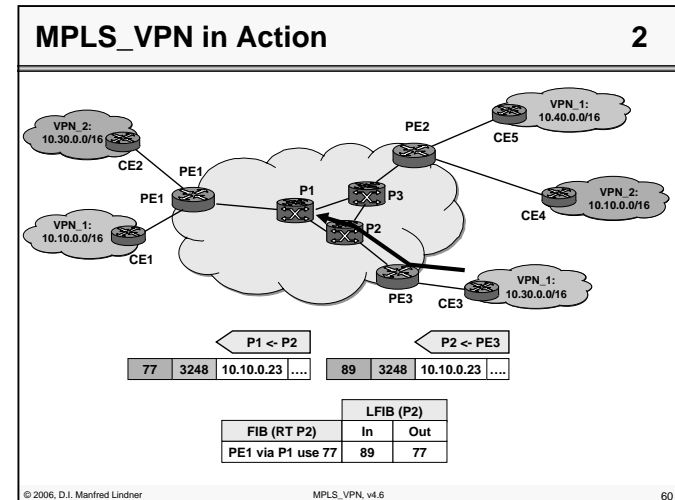 MPLS_VPN in Action 2
VPN_2:
10.30.0.0/16
CE2
PE1
PE1
VPN_1:
10.10.0.0/16
CE1
P1
P3
P2
PE2
VPN_1:
10.40.0.0/16
CE5
VPN_2:
10.10.0.0/16
CE4
PE3
CE3
VPN_1:
10.30.0.0/16
P1 <- P2
77 3248 10.10.0.23 ....
P2 <- PE3
89 3248 10.10.0.23 ....
LFIB (P2)
FIB (RT P2) In Out
PE1 via P1 use 77 89 77
© 2006, D.I. Manfred Lindner MPLS_VPN, v4.6 60